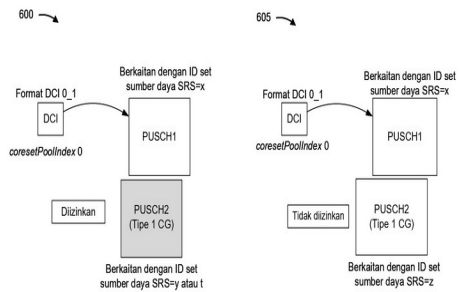 600
Berkaitan dengan ID set
sumber daya SRS=x
Format DCI 0_1
DCI
PUSCH1
coresetPoolIndex 0
Diizinkan
PUSCH2
(Tipe 1 CG)
Berkaitan dengan ID set
sumber daya SRS=y atau t
605
Berkaitan dengan ID set
sumber daya SRS=x
Format DCI 0_1
DCI
PUSCH1
coresetPoolIndex 0
Tidak diizinkan
PUSCH2
(Tipe 1 CG)
Berkaitan dengan ID set
sumber daya SRS=z